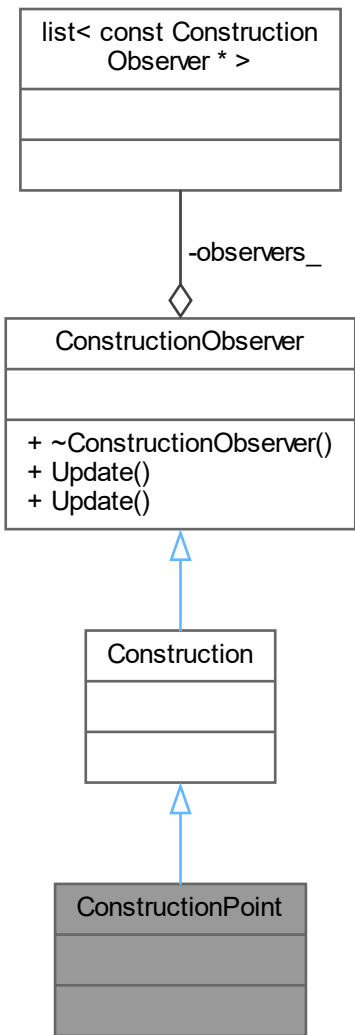 list< const Construction
Observer * >
-observers_
ConstructionObserver
+ ~ConstructionObserver()
+ Update()
+ Update()
Construction
ConstructionPoint